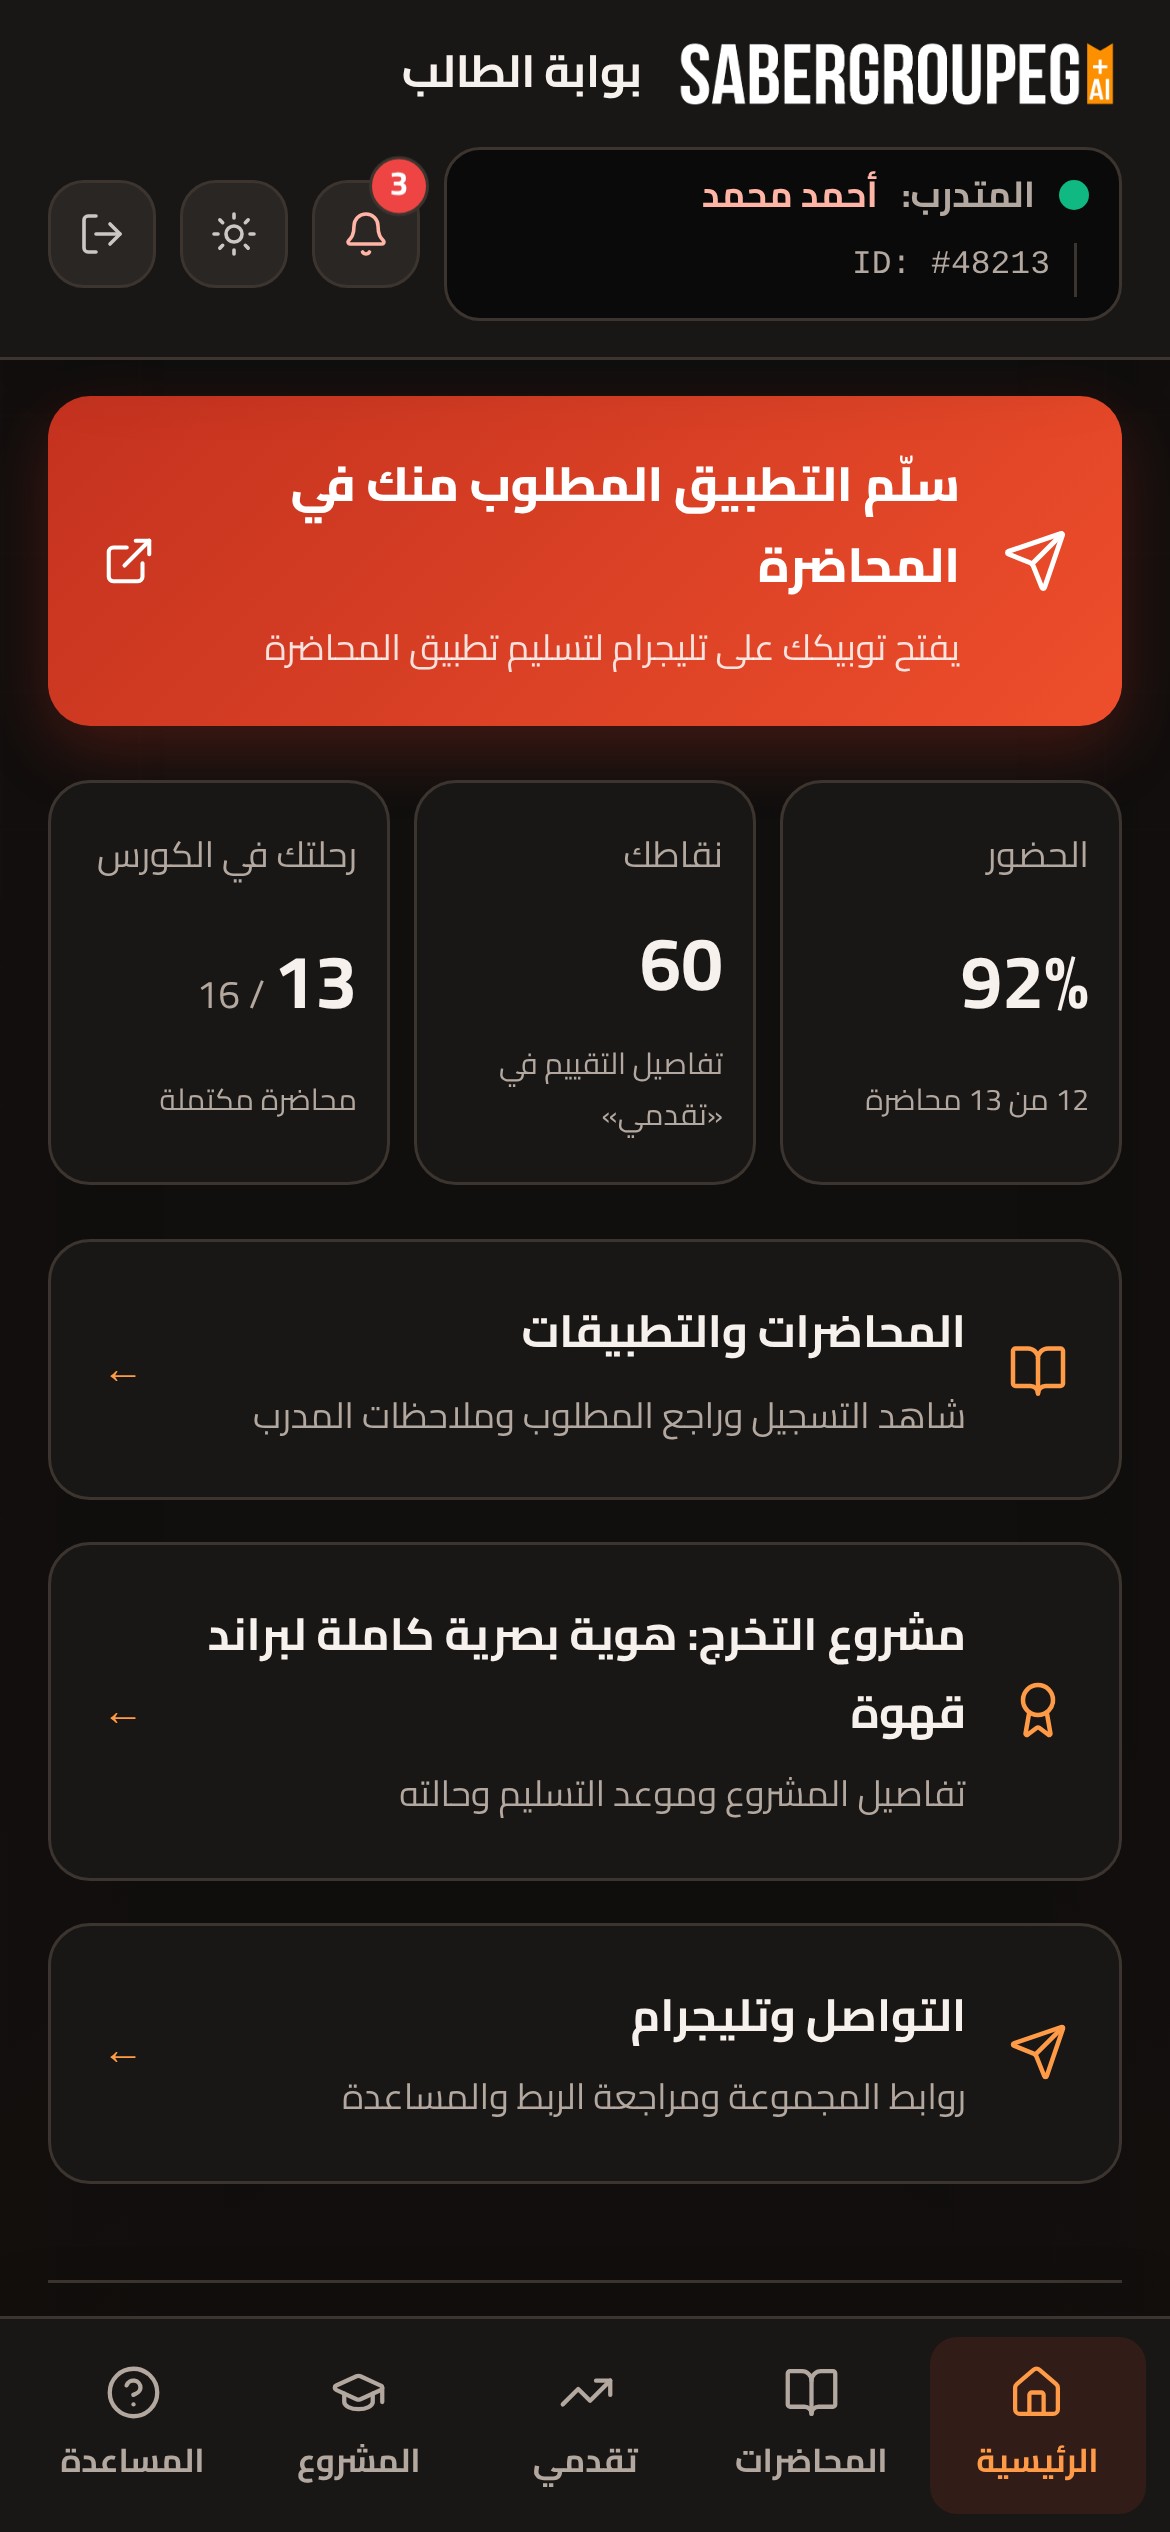 SABERGROUPEG +AI
بوابة الطالب
المتدرب: أحمد محمد
ID: #48213
3
سلّم التطبيق المطلوب منك في
المحاضرة
يفتح توبيكك على تليجرام لتسليم تطبيق المحاضرة
الحضور
92%
12 من 13 محاضرة
نقاطك
60
تفاصيل التقييم في
«تقدمي»
رحلتك في الكورس
13 / 16
محاضرة مكتملة
المحاضرات والتطبيقات
شاهد التسجيل وراجع المطلوب وملاحظات المدرب
←
مشروع التخرج: هوية بصرية كاملة لبراند
قهوة
تفاصيل المشروع وموعد التسليم وحالته
←
التواصل وتليجرام
روابط المجموعة ومراجعة الربط والمساعدة
←
الرئيسية
المحاضرات
تقدمي
المشروع
المساعدة